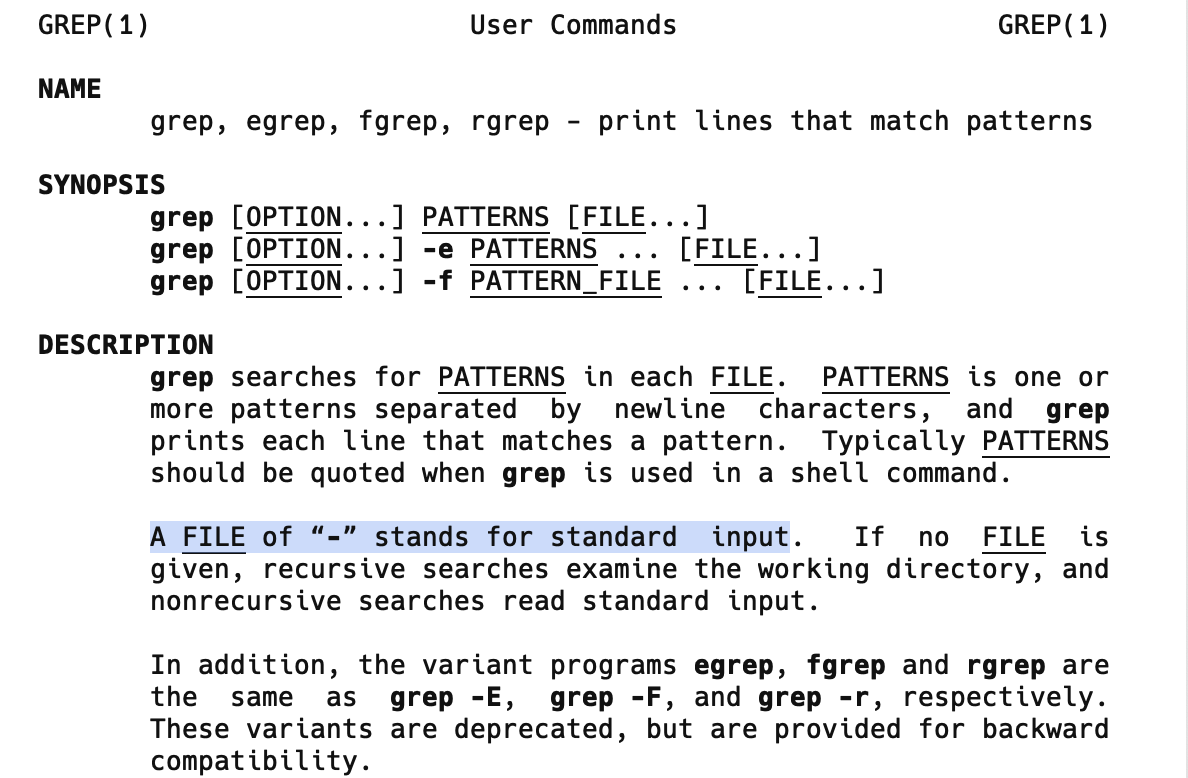 GREP(1) User Commands GREP(1)
NAME
grep, egrep, fgrep, rgrep - print lines that match patterns
SYNOPSIS
grep [OPTION...] PATTERNS [FILE...]
grep [OPTION...] -e PATTERNS ... [FILE...]
grep [OPTION...] -f PATTERN_FILE ... [FILE...]
DESCRIPTION
grep searches for PATTERNS in each FILE. PATTERNS is one or
more patterns separated by newline characters, and grep
prints each line that matches a pattern. Typically PATTERNS
should be quoted when grep is used in a shell command.
A FILE of “-” stands for standard input. If no FILE is
given, recursive searches examine the working directory, and
nonrecursive searches read standard input.
In addition, the variant programs egrep, fgrep and rgrep are
the same as grep -E, grep -F, and grep -r, respectively.
These variants are deprecated, but are provided for backward
compatibility.